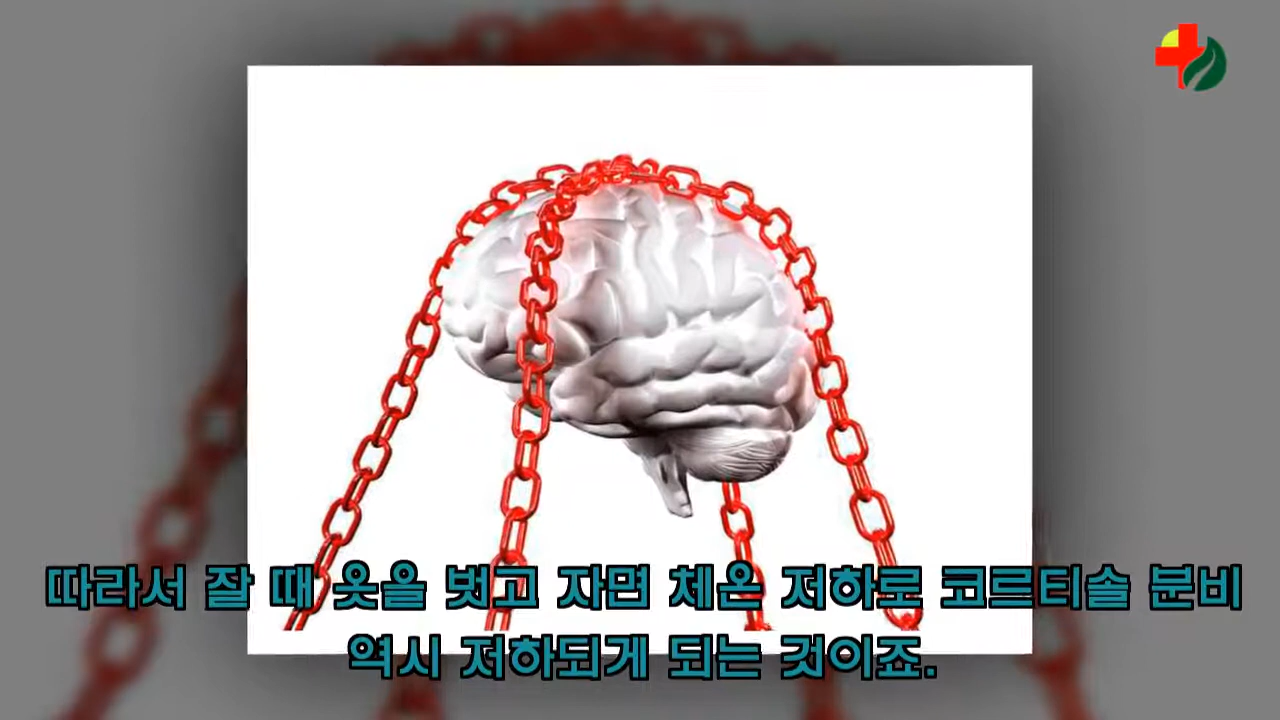 따라서 잘 때 옷을 벗고 자면 체온 저하로 코르티솔 분비
역시 저하되게 되는 것이죠.